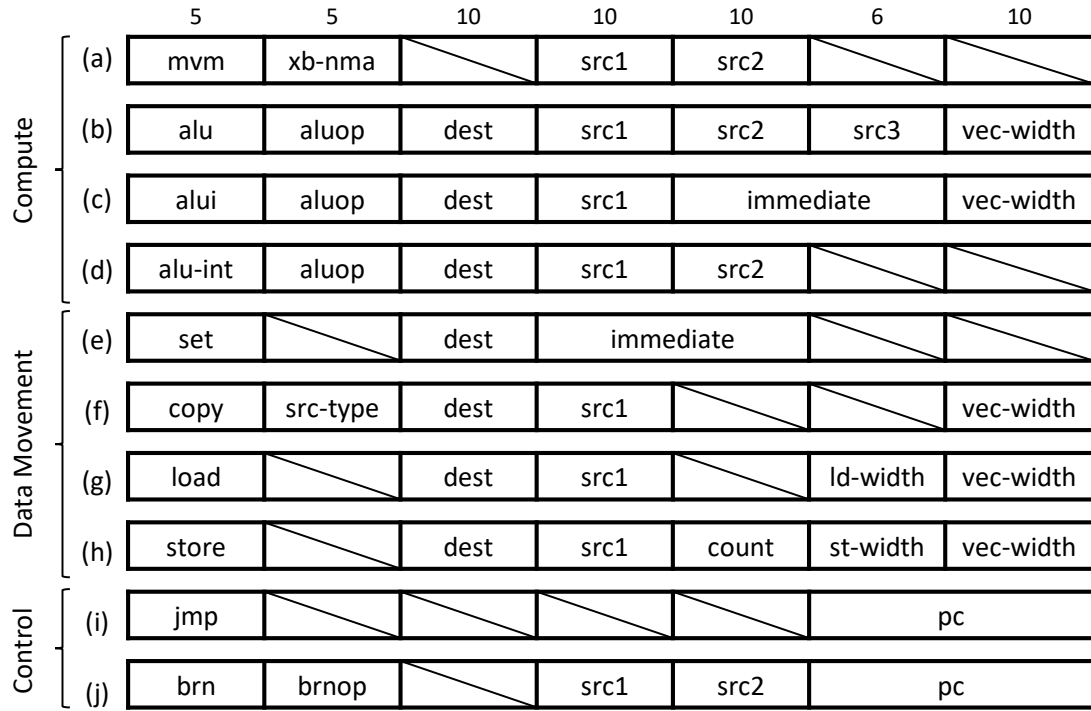 5 5 10 10 10 6 10
Compute
(a) mvm xb-nma src1 src2
(b) alu aluop dest src1 src2 src3 vec-width
(c) alui aluop dest src1 immediate vec-width
(d) alu-int aluop dest src1 src2
Data Movement
(e) set dest immediate
(f) copy src-type dest src1 vec-width
(g) load dest src1 ld-width vec-width
(h) store dest src1 count st-width vec-width
Control
(i) jmp pc
(j) brn brnop src1 src2 pc